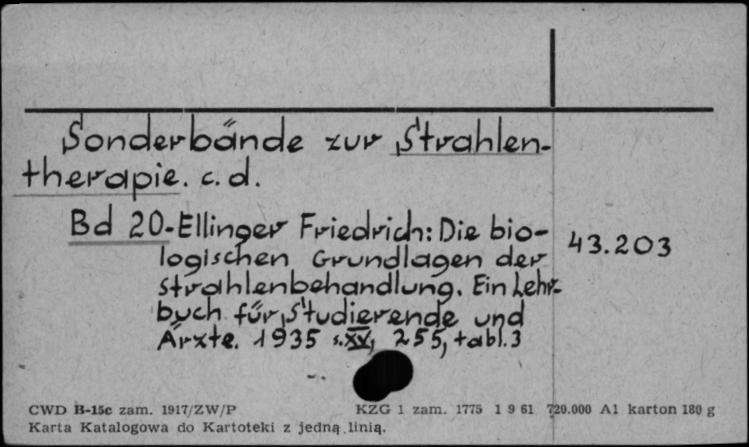 Sonderbände zur Strahlen-
therapie. c.d.
Bd 20.-Ellinger Friedrich: Die bio-
logischen Grundlagen der 43.203
Strahlenbehandlung. Ein Lehr-
buch für Studierende und
Ärzte. 1935 s.XV, 255, tabl.3
CWD B-15c zam. 1917/ZW/P KZG 1 zam. 1775 1 9 61 720.000 A1 karton 180 g
Karta Katalogowa do Kartoteki z jedną linią.